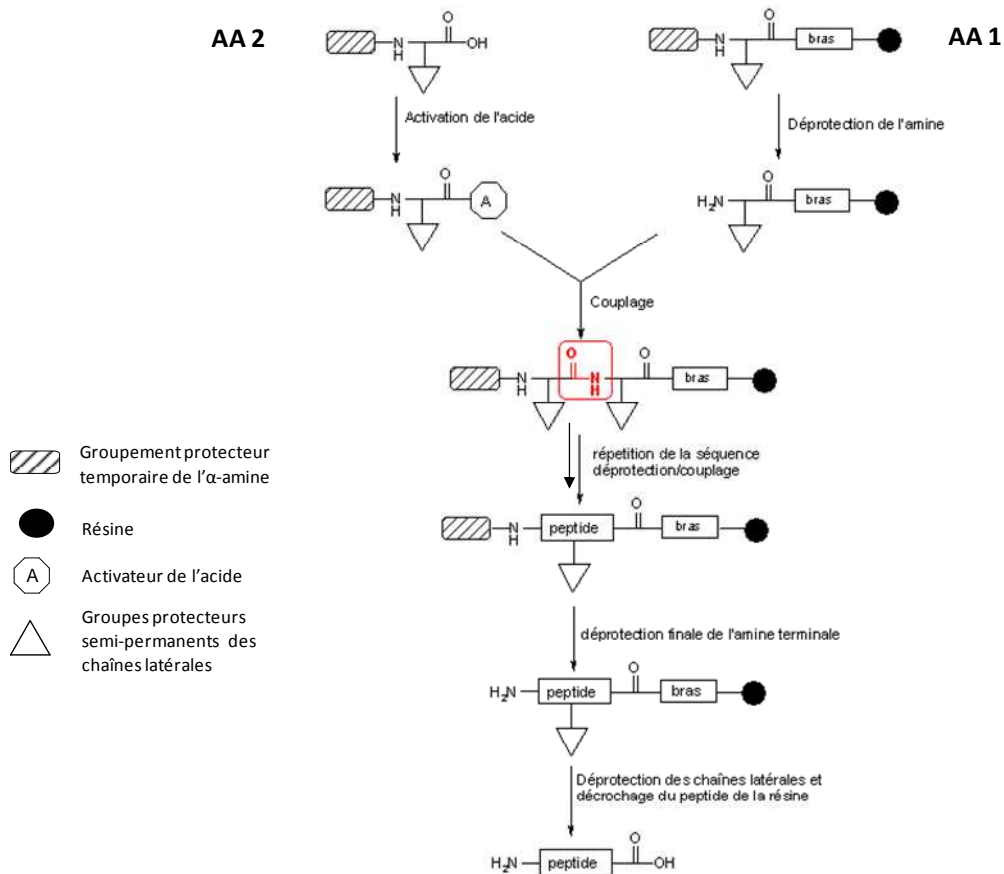 AA 2
AA 1
N
H
O
OH
N
H
O
bras
Activation de l'acide
Déprotection de l'amine
N
H
O
A
H₂N
O
bras
Couplage
N
H
O
N
H
O
bras
répetition de la séquence
déprotection/couplage
Groupement protecteur
temporaire de l'α-amine
Résine
Activateur de l'acide
A
Groupes protecteurs
semi-permanents des
chaînes latérales
N
H
peptide
O
bras
déprotection finale de l'amine terminale
H₂N
peptide
O
bras
Déprotection des chaînes latérales et
décrochage du peptide de la résine
H₂N
peptide
O
OH